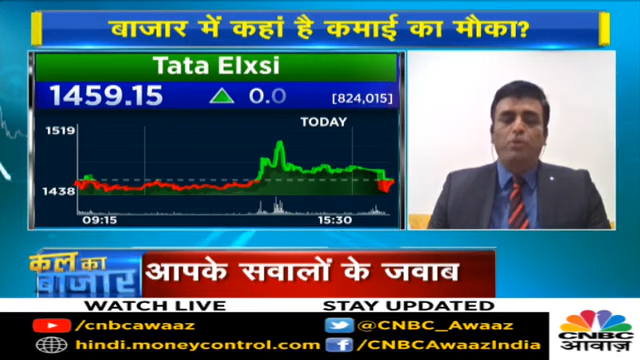 बाजार में कहां है कमाई का मौका?
Tata Elxsi
1459.15 ▲ 0.0 [824,015]
1519
TODAY
1438
09:15 15:30
कल का
बाजार
आपके सवालों के जवाब
WATCH LIVE STAY UPDATED
/cnbcawaaz @CNBC_Awaaz
hindi.moneycontrol.com /CNBCAwaazIndia
CNBC
आवाज़